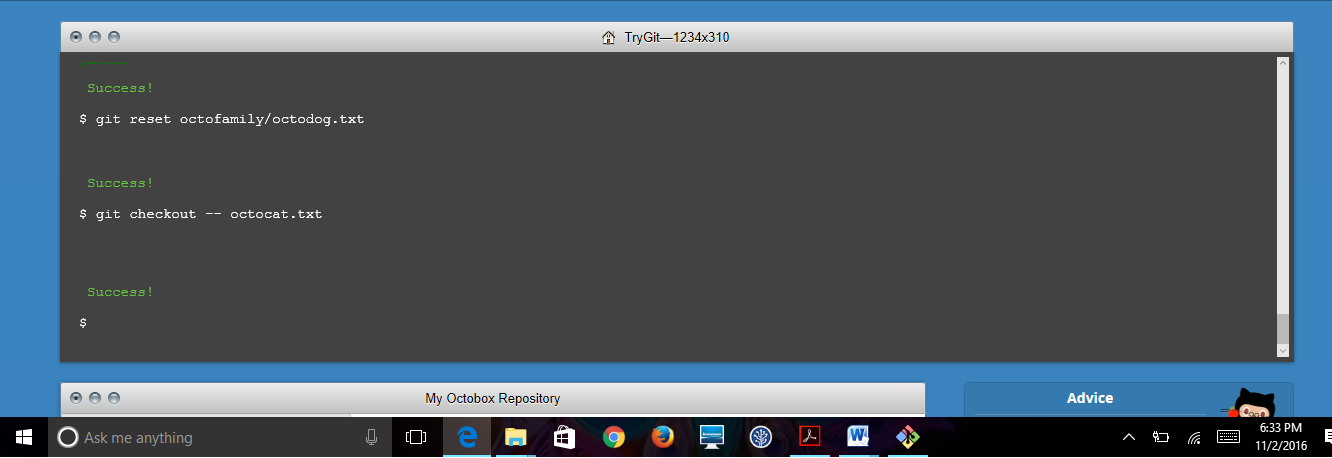 TryGit—1234x310
Success!
$ git reset octofamily/octodog.txt
Success!
$ git checkout -- octocat.txt
Success!
$
My Octobox Repository
Advice
Ask me anything
6:33 PM
11/2/2016